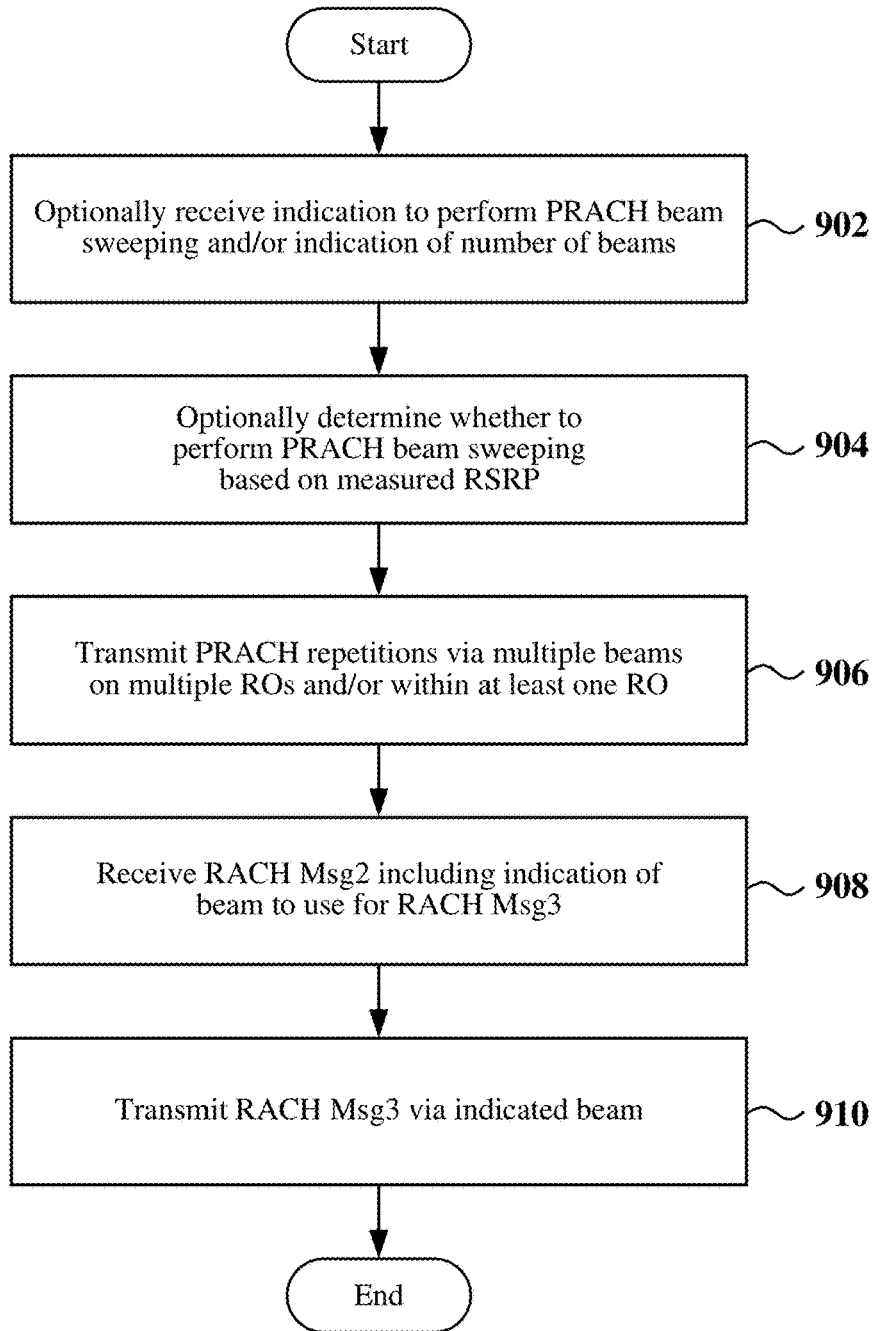 Start
Optionally receive indication to perform PRACH beam
sweeping and/or indication of number of beams
902
Optionally determine whether to
perform PRACH beam sweeping
based on measured RSRP
904
Transmit PRACH repetitions via multiple beams
on multiple ROs and/or within at least one RO
906
Receive RACH Msg2 including indication of
beam to use for RACH Msg3
908
Transmit RACH Msg3 via indicated beam
910
End